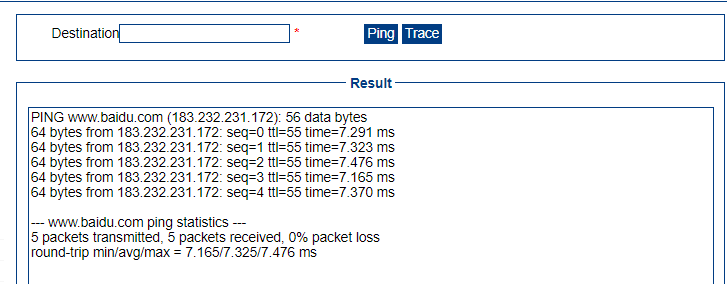 Destination * Ping Trace
Result
PING www.baidu.com (183.232.231.172): 56 data bytes
64 bytes from 183.232.231.172: seq=0 ttl=55 time=7.291 ms
64 bytes from 183.232.231.172: seq=1 ttl=55 time=7.323 ms
64 bytes from 183.232.231.172: seq=2 ttl=55 time=7.476 ms
64 bytes from 183.232.231.172: seq=3 ttl=55 time=7.165 ms
64 bytes from 183.232.231.172: seq=4 ttl=55 time=7.370 ms
--- www.baidu.com ping statistics ---
5 packets transmitted, 5 packets received, 0% packet loss
round-trip min/avg/max = 7.165/7.325/7.476 ms